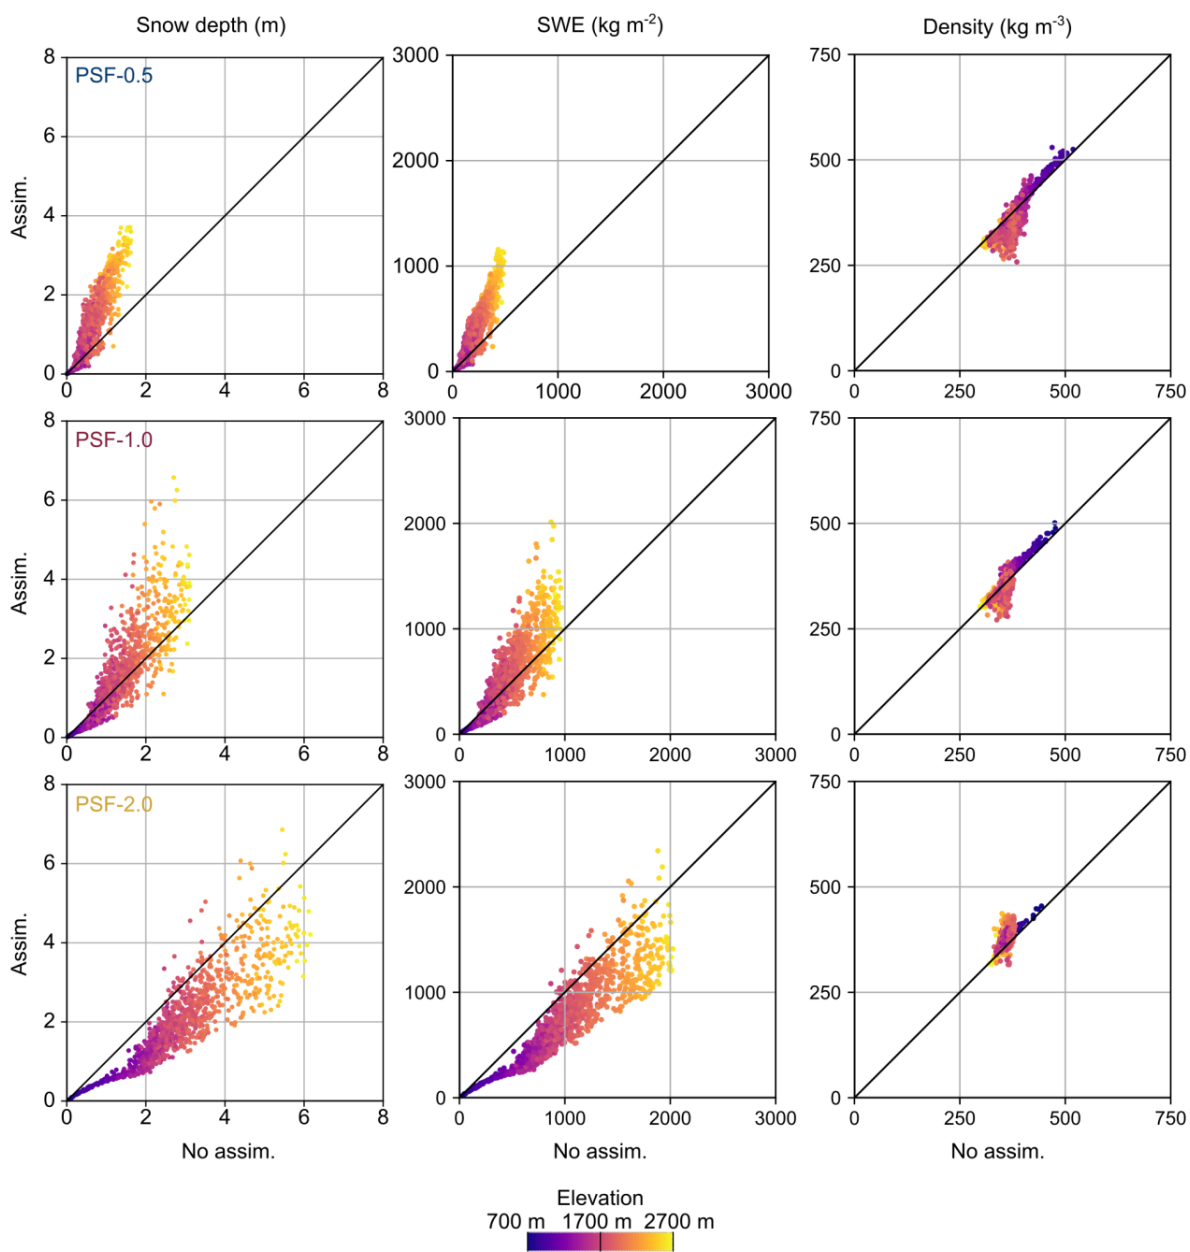 Snow depth (m) SWE (kg m⁻²) Density (kg m⁻³)
8 3000 750
PSF-0.5
6 2000 500
Assim.
4
1000 250
2
0 0 0
0 2 4 6 8 0 1000 2000 3000 0 250 500 750
8 3000 750
PSF-1.0
6 2000 500
Assim.
4
1000 250
2
0 0 0
0 2 4 6 8 0 1000 2000 3000 0 250 500 750
8 3000 750
PSF-2.0
6 2000 500
Assim.
4
1000 250
2
0 0 0
0 2 4 6 8 0 1000 2000 3000 0 250 500 750
No assim. No assim. No assim.
Elevation
700 m 1700 m 2700 m